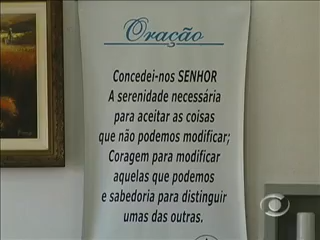 Oração
Concedei-nos SENHOR
A serenidade necessária
para aceitar as coisas
que não podemos modificar;
Coragem para modificar
aquelas que podemos
e sabedoria para distinguir
umas das outras.